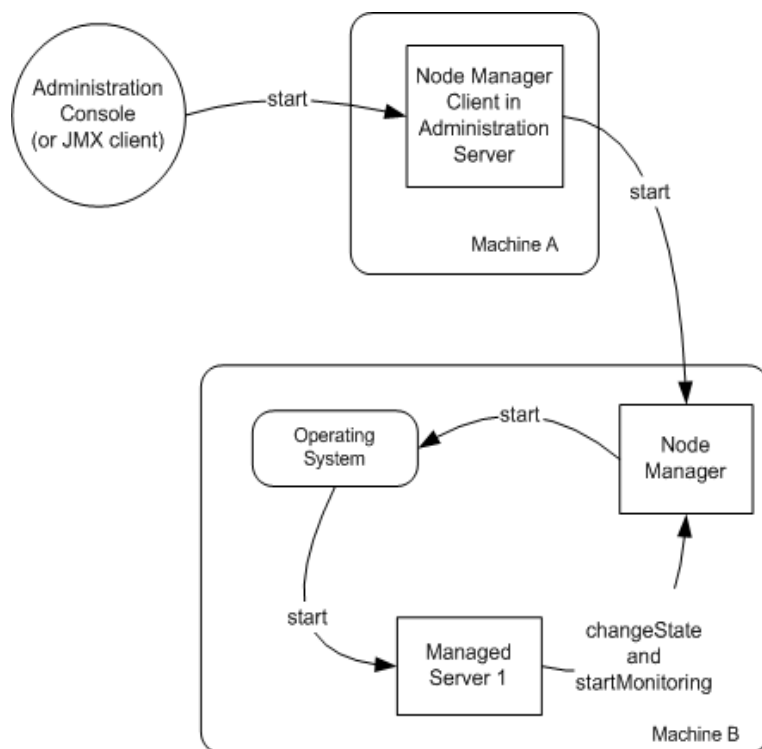 Administration
Console
(or JMX client)
start
Node Manager
Client in
Administration
Server
Machine A
start
Operating
System
start
Node
Manager
start
Managed
Server 1
changeState
and
startMonitoring
Machine B